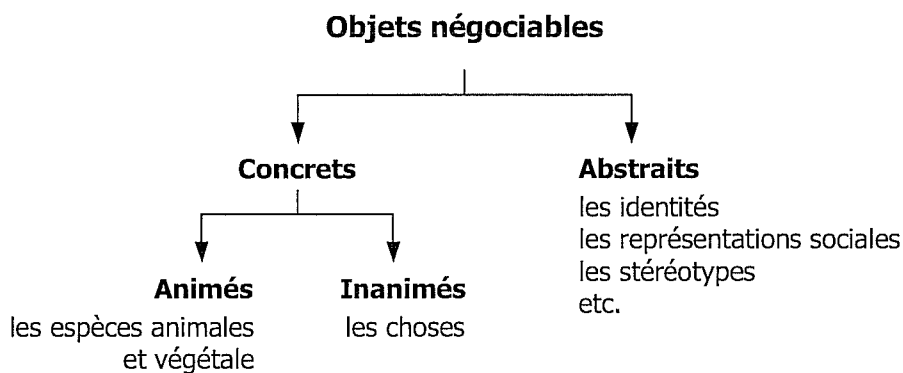 Objets négociables
Concrets
Abstraits
les identités
les représentations sociales
les stéréotypes
etc.
Animés
les espèces animales
et végétale
Inanimés
les choses